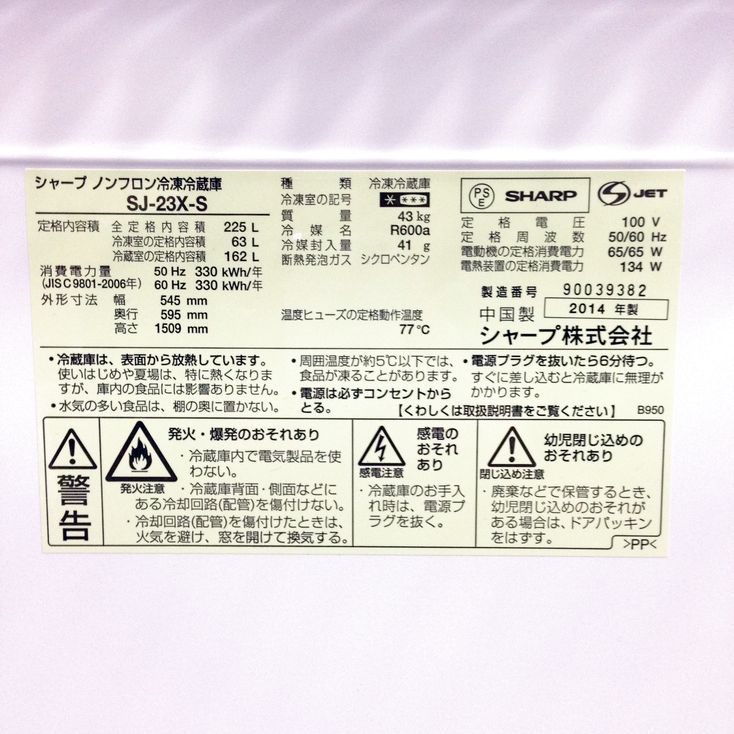 シャープ ノンフロン冷凍冷蔵庫
SJ-23X-S
定格内容積 全定格内容積 225 L
冷凍室の定格内容積 63 L
冷蔵室の定格内容積 162 L
消費電力量 50 Hz 330 kWh/年
(JIS C 9801-2006年) 60 Hz 330 kWh/年
外形寸法 幅 545 mm
奥行 595 mm
高さ 1509 mm
種類 冷凍冷蔵庫
冷凍室の記号 * ***
質量 43 kg
冷媒名 R600a
冷媒封入量 41 g
断熱発泡ガス シクロペンタン
温度ヒューズの定格動作温度
77℃
PS E SHARP JET
定格電圧 100 V
定格周波数 50/60 Hz
電動機の定格消費電力 65/65 W
電熱装置の定格消費電力 134 W
製造番号 90039382
中国製 2014 年製
シャープ株式会社
・冷蔵庫は、表面から放熱しています。
使いはじめや夏場は、特に熱くなりま
すが、庫内の食品には影響ありません。
・水気の多い食品は、棚の奥に置かない。
・周囲温度が約5℃以下では、
食品が凍ることがあります。
・電源は必ずコンセントから
とる。
・電源プラグを抜いたら6分待つ。
すぐに差し込むと冷蔵庫に無理が
かかります。
【くわしくは取扱説明書をご覧ください】 B950
警告
発火・爆発のおそれあり
発火注意
・冷蔵庫内で電気製品を使
わない。
・冷蔵庫背面・側面などに
ある冷却回路(配管)を傷付けない。
・冷却回路(配管)を傷付けたときは、
火気を避け、窓を開けて換気する。
感電の
おそれ
あり
感電注意
・冷蔵庫のお手入
れ時は、電源プ
ラグを抜く。
幼児閉じ込めの
おそれあり
閉じ込め注意
・廃棄などで保管するとき、
幼児閉じ込めのおそれが
ある場合は、ドアパッキン
をはずす。
>PP<